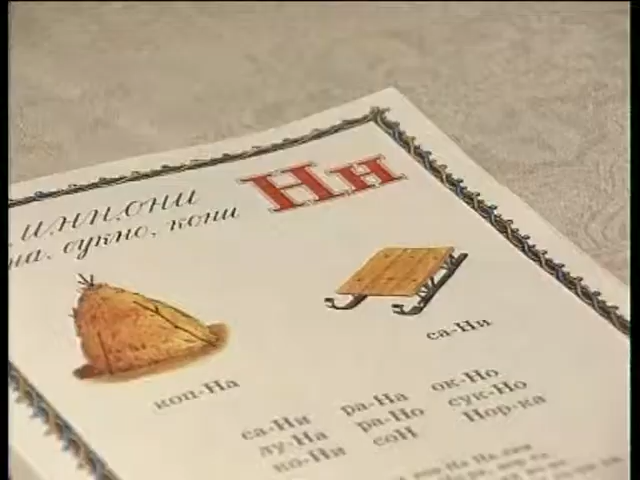 Нн
и н и н, о н и
на, сукно, кони
коп-На
са-Ни
са-Ни ра-На ок-Но
лу-На ра-Но сук-Но
ко-Ни соН Нор-ка